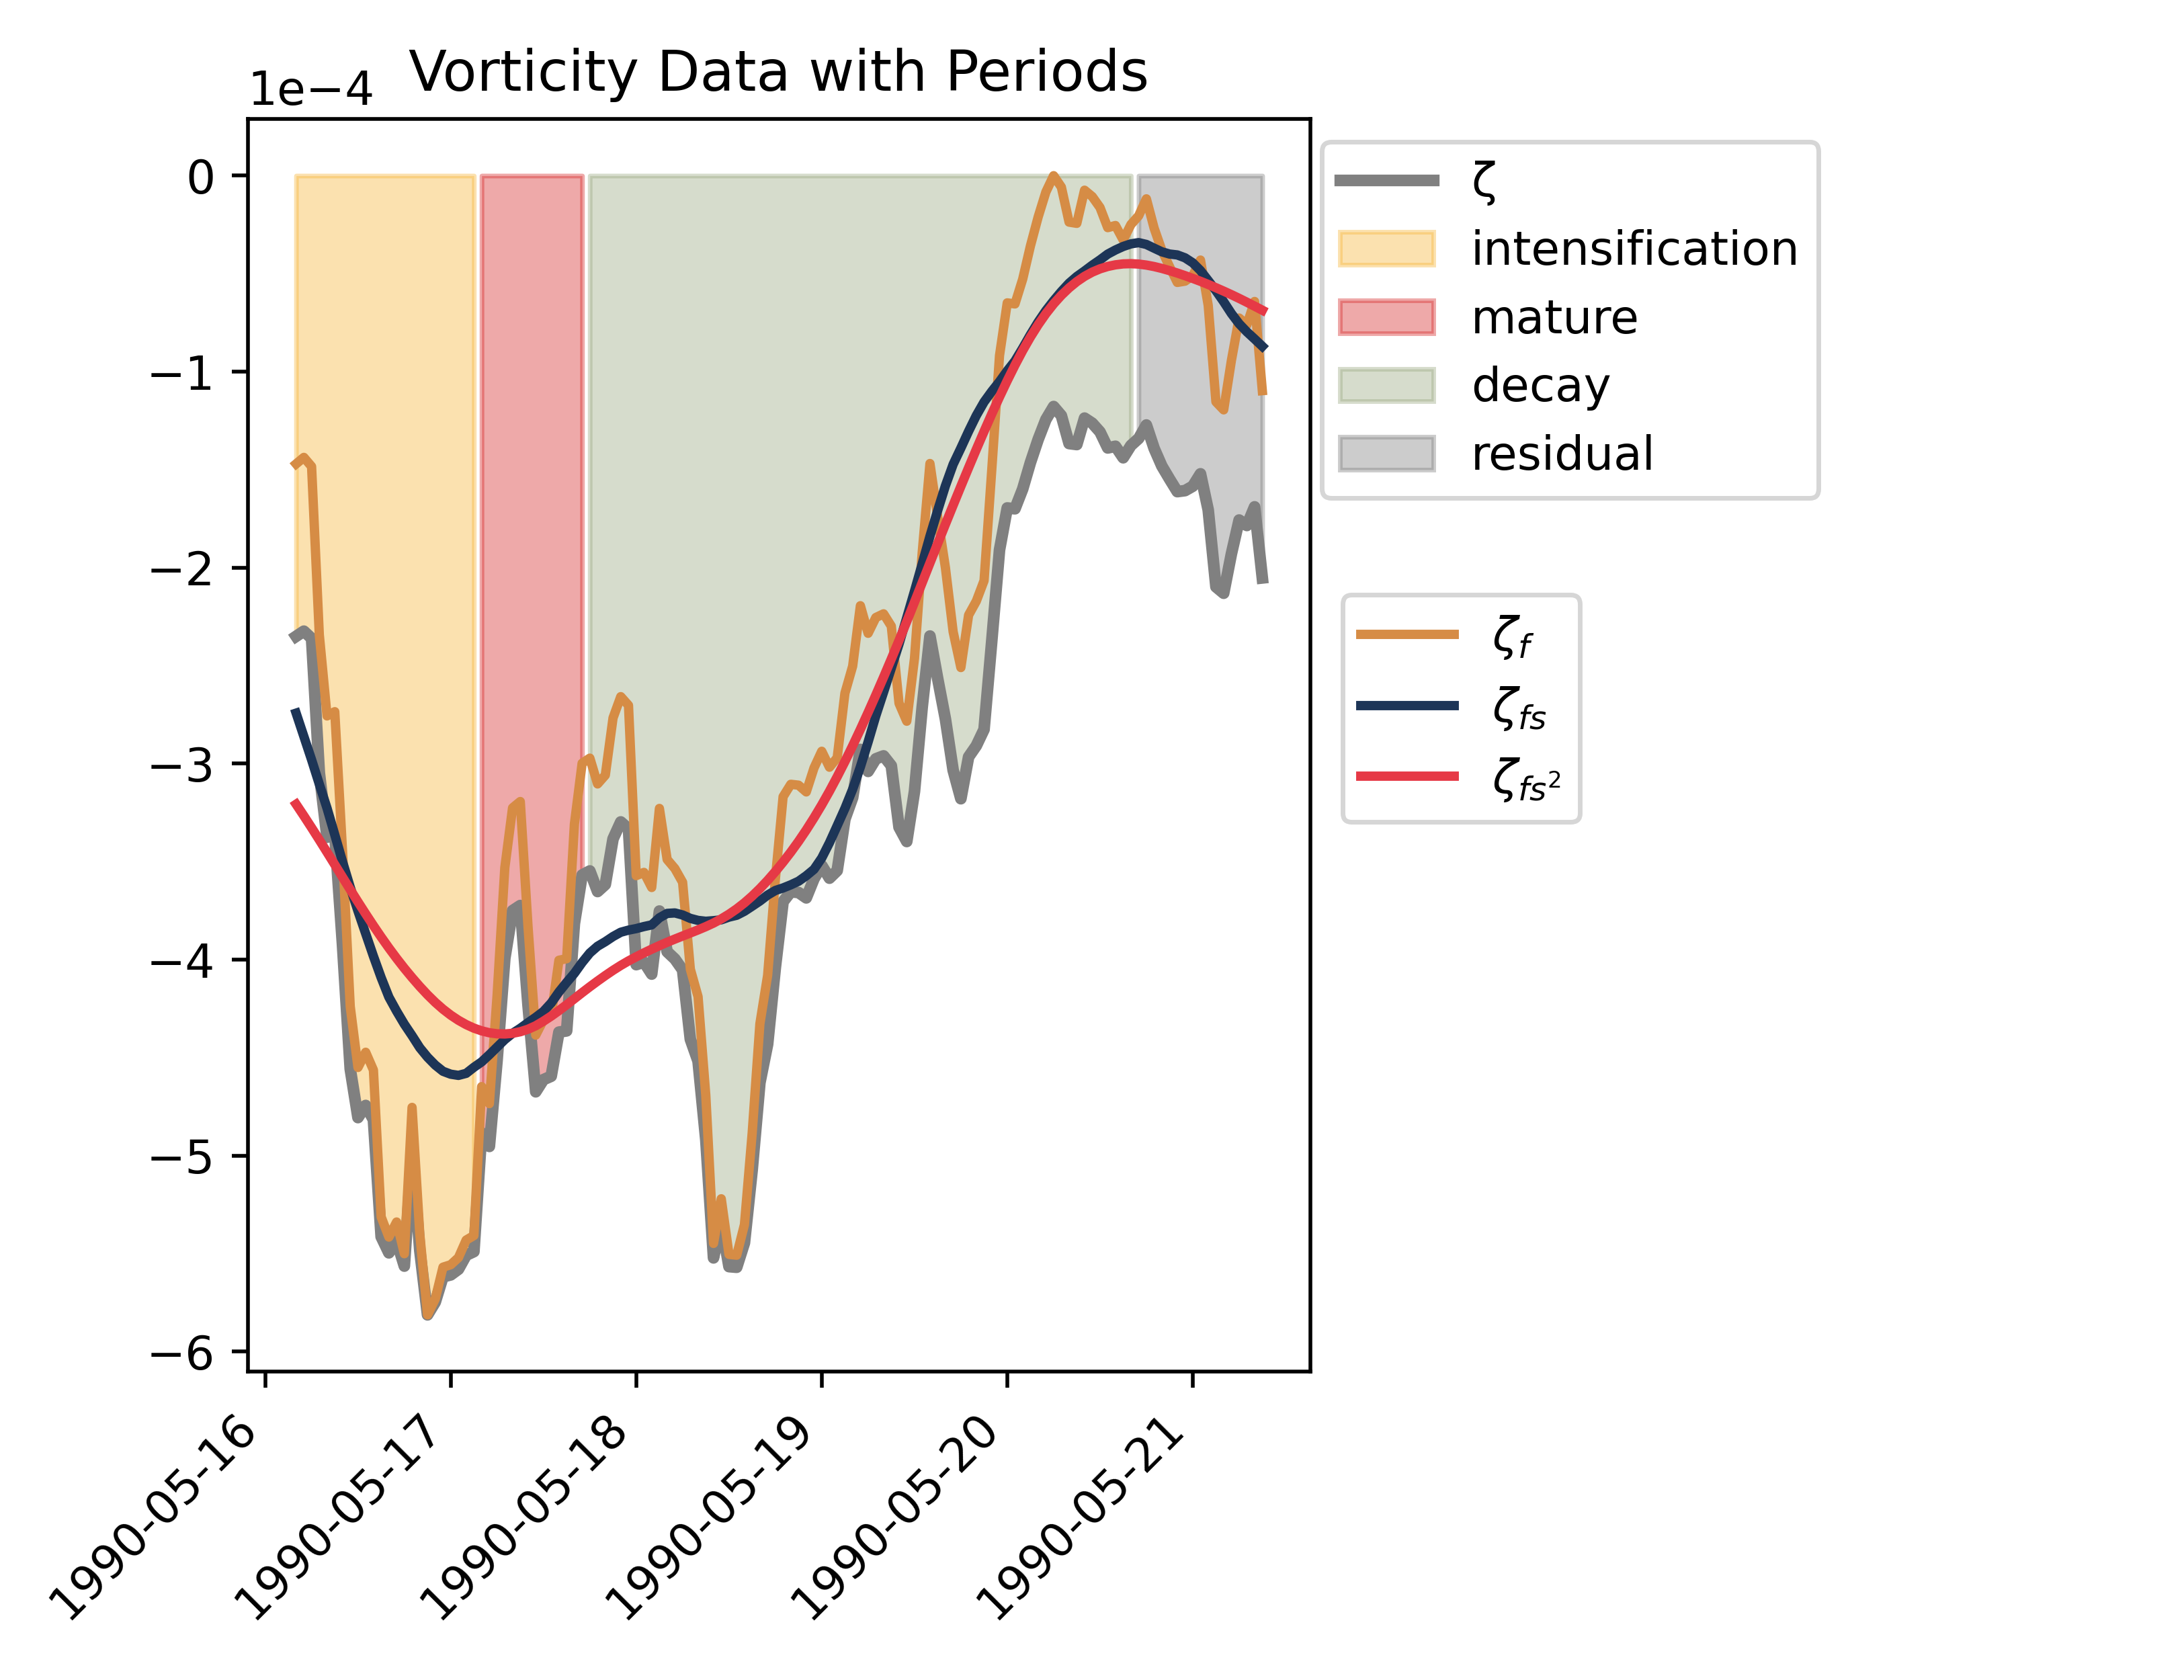 Vorticity Data with Periods
1e−4
0
−1
−2
−3
−4
−5
−6
1990-05-16
1990-05-17
1990-05-18
1990-05-19
1990-05-20
1990-05-21
ζ
intensification
mature
decay
residual
ζf
ζfs
ζfs²